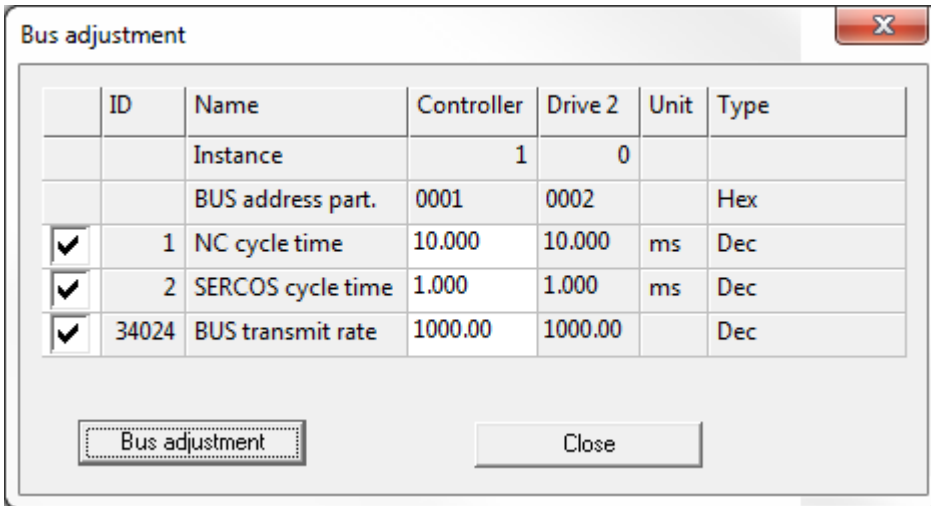 Bus adjustment
ID Name Controller Drive 2 Unit Type
Instance 1 0
BUS address part. 0001 0002 Hex
1 NC cycle time 10.000 10.000 ms Dec
2 SERCOS cycle time 1.000 1.000 ms Dec
34024 BUS transmit rate 1000.00 1000.00 Dec
Bus adjustment Close